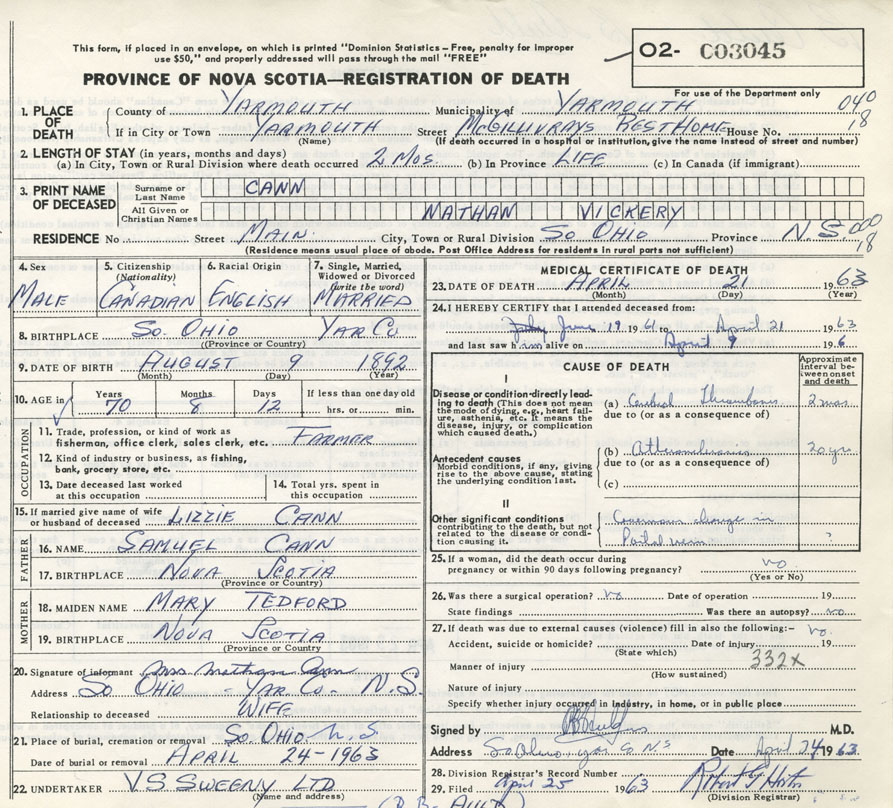 This form, if placed in an envelope, on which is printed "Dominion Statistics – Free, penalty for improper
use $50," and properly addressed will pass through the mail "FREE"
O2- C03045
PROVINCE OF NOVA SCOTIA—REGISTRATION OF DEATH
For use of the Department only
1. PLACE OF DEATH
County of YARMOUTH Municipality of YARMOUTH 040
If in City or Town YARMOUTH Street McGILLIVRAYS REST HOME House No. 18
(Name) (If death occurred in a hospital or institution, give the name instead of street and number)
2. LENGTH OF STAY (in years, months and days)
(a) In City, Town or Rural Division where death occurred 2 MOS. (b) In Province LIFE (c) In Canada (if immigrant)
3. PRINT NAME OF DECEASED
Surname or Last Name CANN
All Given or Christian Names NATHAN VICKERY
RESIDENCE No. Street MAIN City, Town or Rural Division SO OHIO Province N.S 000
18
(Residence means usual place of abode. Post Office Address for residents in rural parts not sufficient)
4. Sex MALE
5. Citizenship (Nationality) CANADIAN
6. Racial Origin ENGLISH
7. Single, Married, Widowed or Divorced (write the word) MARRIED
8. BIRTHPLACE SO. OHIO YAR CO
(Province or Country)
9. DATE OF BIRTH AUGUST 9 1892
(Month) (Day) (Year)
10. AGE in Years 70 Months 8 Days 12 If less than one day old hrs. or min.
OCCUPATION
11. Trade, profession, or kind of work as
fisherman, office clerk, sales clerk, etc. FARMER
12. Kind of industry or business, as fishing,
bank, grocery store, etc.
13. Date deceased last worked
at this occupation
14. Total yrs. spent in
this occupation
15. If married give name of wife
or husband of deceased LIZZIE CANN
FATHER
16. NAME SAMUEL CANN
17. BIRTHPLACE NOVA SCOTIA
(Province or Country)
MOTHER
18. MAIDEN NAME MARY TEDFORD
19. BIRTHPLACE NOVA SCOTIA
(Province or Country)
20. Signature of informant Mrs Nathan Cann
Address SO OHIO - YAR CO - N.S
Relationship to deceased WIFE
21. Place of burial, cremation or removal SO OHIO N.S.
Date of burial or removal APRIL 24-1963
22. UNDERTAKER V.S SWEENY LTD
(Name and address)
MEDICAL CERTIFICATE OF DEATH
23. DATE OF DEATH APRIL 21 1963
(Month) (Day) (Year)
24. I HEREBY CERTIFY that I attended deceased from:
June 19 1961 to April 21 1963
and last saw him alive on April 9 196
CAUSE OF DEATH
Approximate interval between onset and death
I
Disease or condition directly leading to death (This does not mean the mode of dying, e.g., heart failure, asthenia, etc. It means the disease, injury, or complication which caused death.)
(a) Cerebral Thrombosis 2 mos
due to (or as a consequence of)
Antecedent causes
Morbid conditions, if any, giving rise to the above cause, stating the underlying condition last.
(b) Atherosclerosis 20 yrs
due to (or as a consequence of)
(c)
II
Other significant conditions
contributing to the death, but not related to the disease or condition causing it.
Cavernous change in
Portal vein ?
25. If a woman, did the death occur during
pregnancy or within 90 days following pregnancy? no
(Yes or No)
26. Was there a surgical operation? no Date of operation 19
State findings Was there an autopsy? no
27. If death was due to external causes (violence) fill in also the following:- no.
Accident, suicide or homicide? Date of injury 19
(State which)
Manner of injury 332X
(How sustained)
Nature of injury
Specify whether injury occurred in industry, in home, or in public place
Signed by M.D.
Address So Ohio, Yar Co N.S Date April 24 1963
28. Division Registrar's Record Number
29. Filed April 25 1963
(Division Registrar)